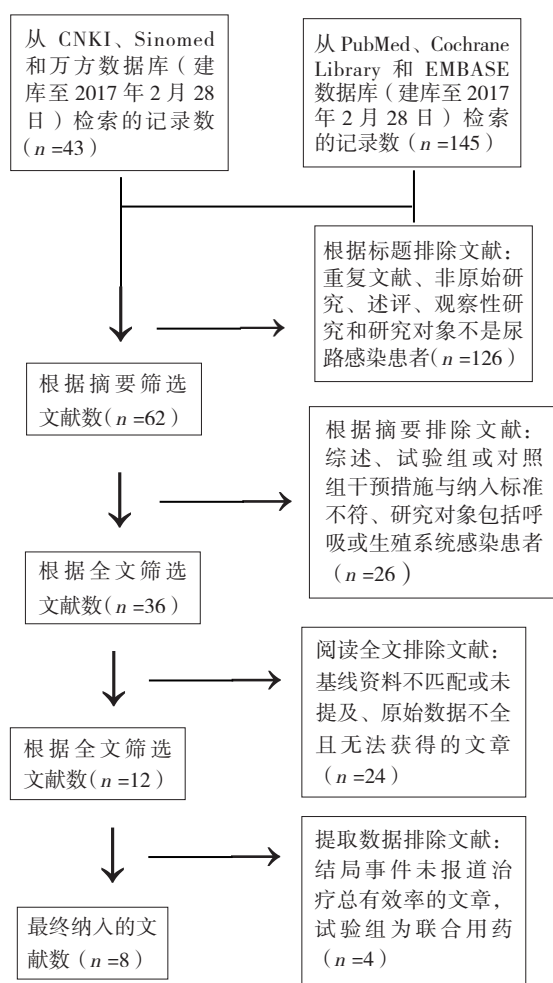 从 CNKI、Sinomed
和万方数据库（建
库至 2017 年 2 月 28
日）检索的记录数
（n =43）
从 PubMed、Cochrane
Library 和 EMBASE
数据库（建库至 2017
年 2 月 28 日）检索
的记录数（n =145）
根据标题排除文献：
重复文献、非原始研
究、述评、观察性研
究和研究对象不是尿
路感染患者（n =126）
根据摘要筛选
文献数（n =62）
根据摘要排除文献：
综述、试验组或对照
组干预措施与纳入标准
不符、研究对象包括呼
吸或生殖系统感染患者
（n =26）
根据全文筛选
文献数（n =36）
阅读全文排除文献：
基线资料不匹配或未
提及、原始数据不全
且无法获得的文章
（n =24）
根据全文筛选
文献数（n =12）
提取数据排除文献：
结局事件未报道治
疗总有效率的文章，
试验组为联合用药
（n =4）
最终纳入的文
献数（n =8）